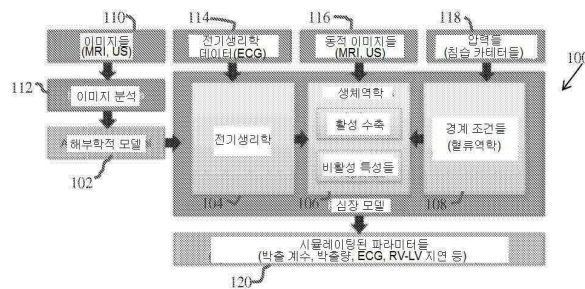 110
114
116
118
100
이미지들
(MRI, US)
전기생리학
데이터(ECG)
동적 이미지들
(MRI, US)
압력들
(침습 카테터들)
112
이미지 분석
생체역학
활성 수축
전기생리학
경계 조건들
(혈류역학)
해부학적 모델
비활성 특성들
102
104
106
심장 모델
108
시뮬레이팅된 파라미터들
(박출 계수, 박출량, ECG, RV-LV 지연 등)
120